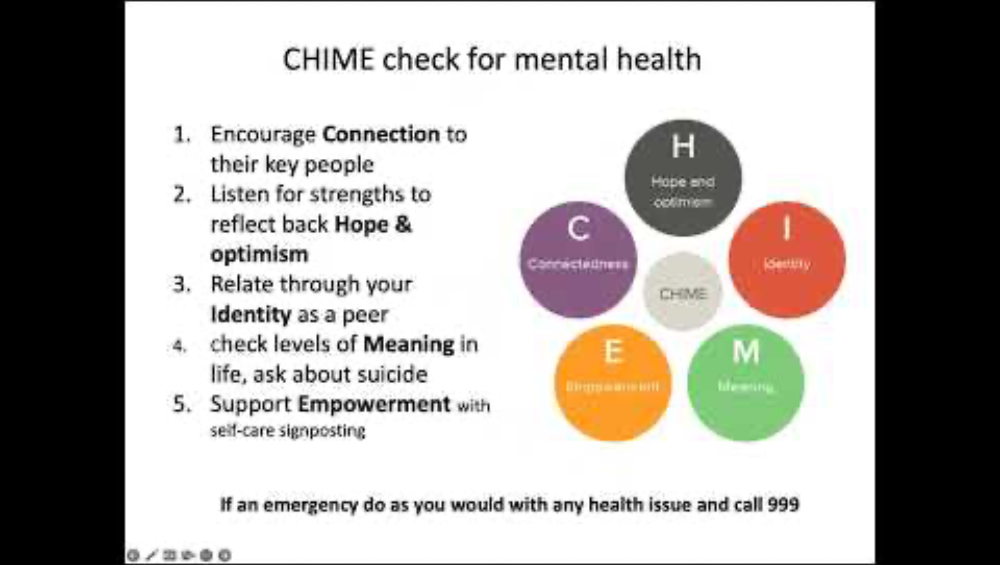 CHIME check for mental health
1. Encourage Connection to
their key people
2. Listen for strengths to
reflect back Hope &
optimism
3. Relate through your
Identity as a peer
4. check levels of Meaning in
life, ask about suicide
5. Support Empowerment with
self-care signposting
H
Hope and
optimism
C
Connectedness
I
Identity
CHIME
E
Empowerment
M
Meaning
If an emergency do as you would with any health issue and call 999